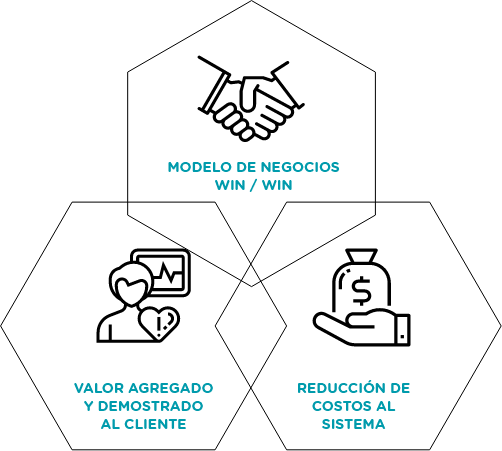 MODELO DE NEGOCIOS
WIN / WIN
VALOR AGREGADO
Y DEMOSTRADO
AL CLIENTE
REDUCCIÓN DE
COSTOS AL
SISTEMA
$